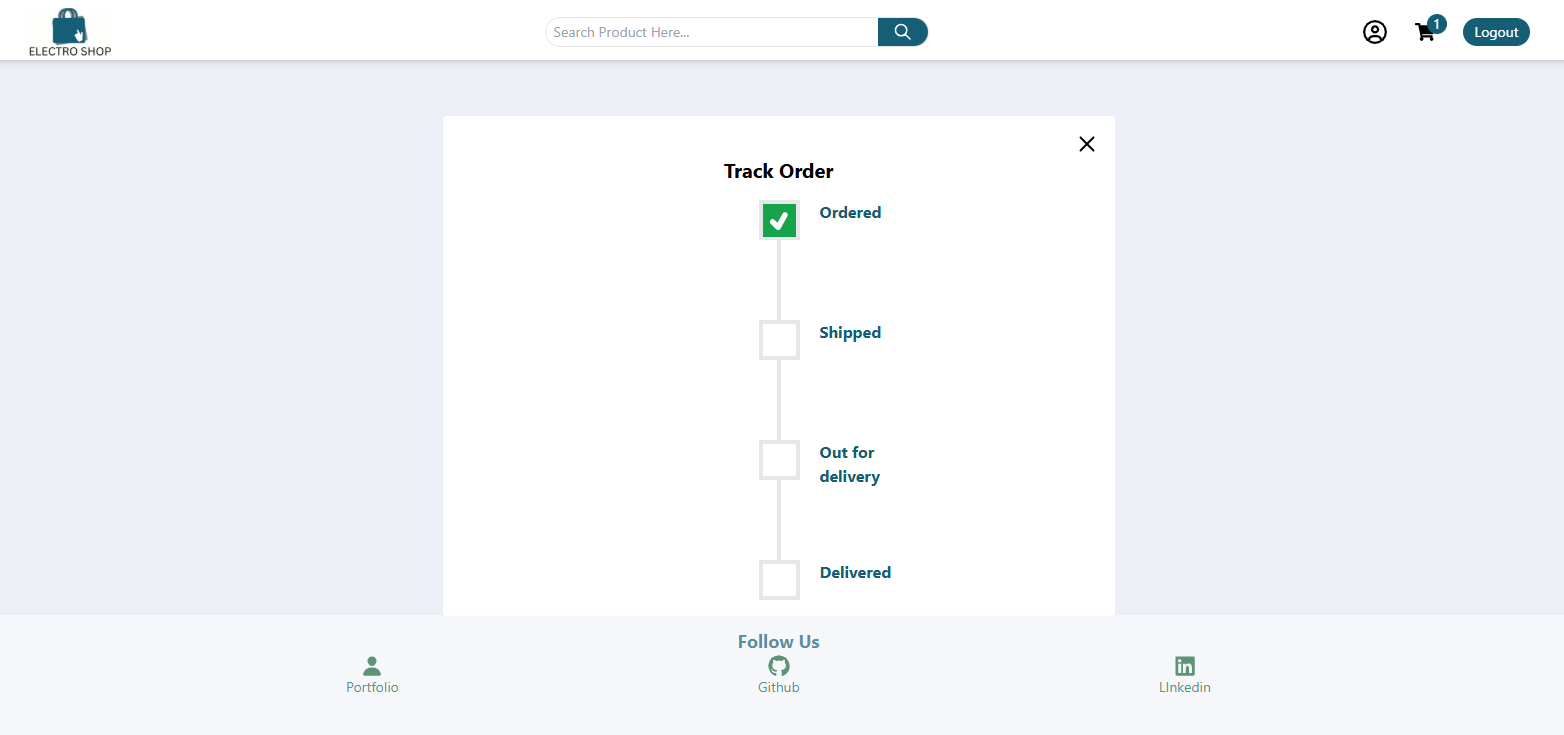 ELECTRO SHOP
Search Product Here...
1
Logout
Track Order
Ordered
Shipped
Out for
delivery
Delivered
Follow Us
Portfolio
Github
LInkedin